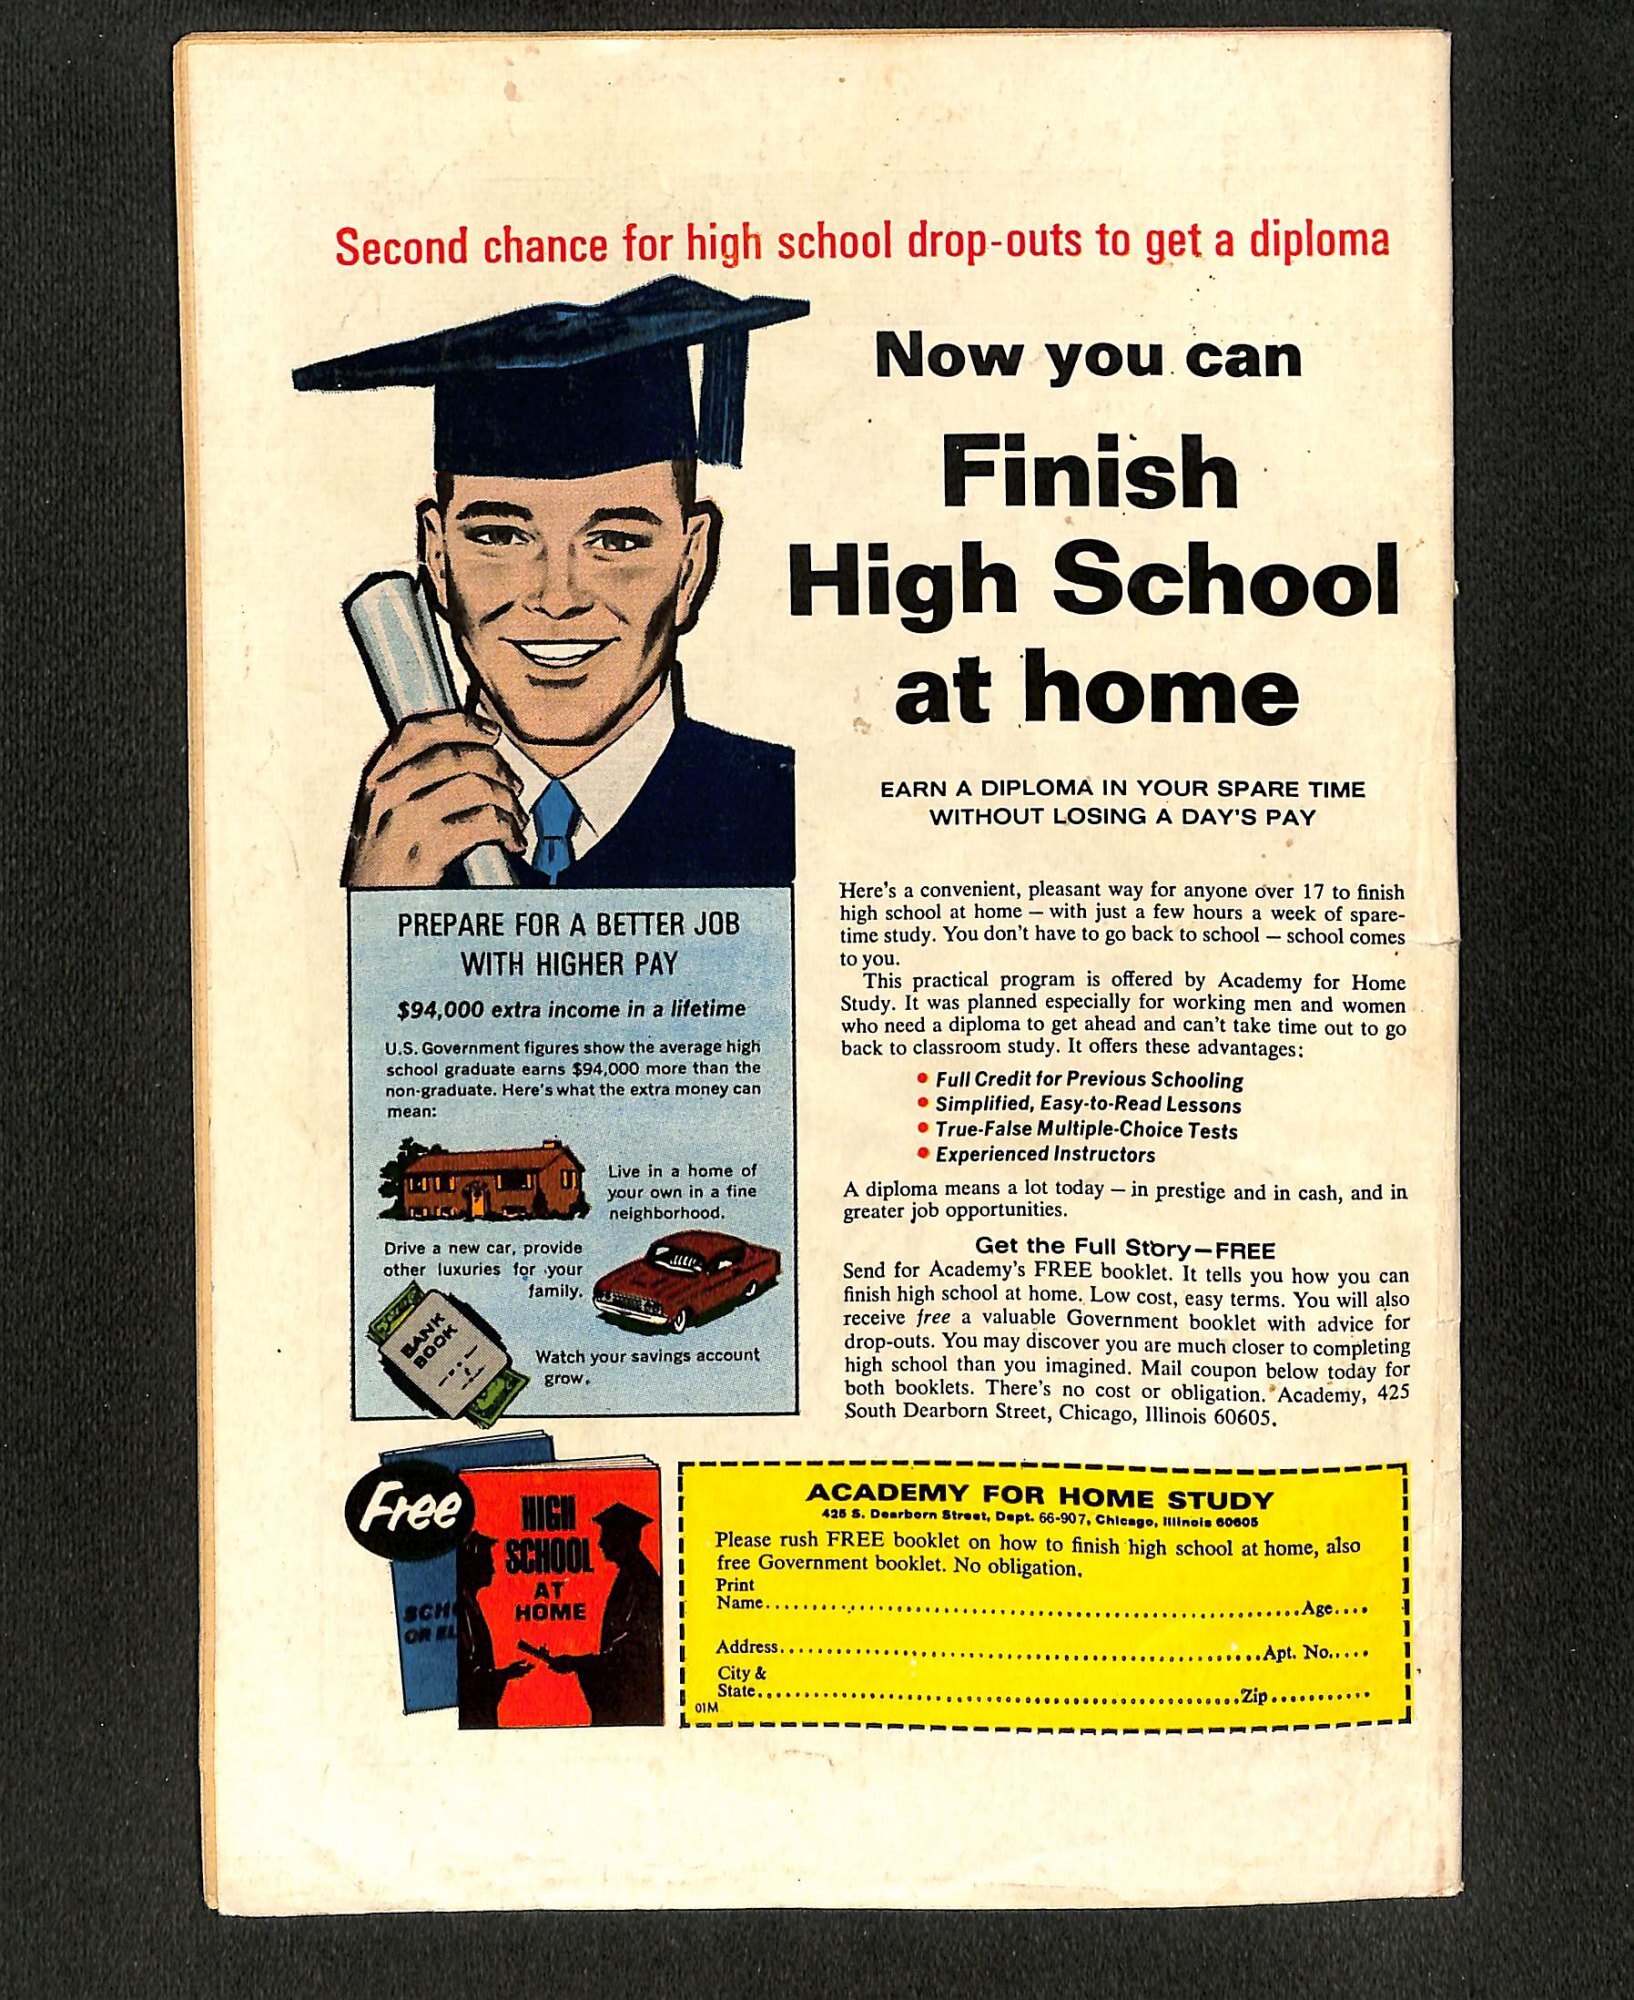 Second chance for high school drop-outs to get a diploma
Now you can
Finish
High School
at home
EARN A DIPLOMA IN YOUR SPARE TIME
WITHOUT LOSING A DAY'S PAY
PREPARE FOR A BETTER JOB
WITH HIGHER PAY
$94,000 extra income in a lifetime
U.S. Government figures show the average high
school graduate earns $94,000 more than the
non-graduate. Here's what the extra money can
mean:
Live in a home of
your own in a fine
neighborhood.
Drive a new car, provide
other luxuries for your
family.
BANK
BOOK
Watch your savings account
grow.
Here's a convenient, pleasant way for anyone over 17 to finish
high school at home — with just a few hours a week of spare-
time study. You don't have to go back to school — school comes
to you.
This practical program is offered by Academy for Home
Study. It was planned especially for working men and women
who need a diploma to get ahead and can't take time out to go
back to classroom study. It offers these advantages:
• Full Credit for Previous Schooling
• Simplified, Easy-to-Read Lessons
• True-False Multiple-Choice Tests
• Experienced Instructors
A diploma means a lot today — in prestige and in cash, and in
greater job opportunities.
Get the Full Story—FREE
Send for Academy's FREE booklet. It tells you how you can
finish high school at home. Low cost, easy terms. You will also
receive free a valuable Government booklet with advice for
drop-outs. You may discover you are much closer to completing
high school than you imagined. Mail coupon below today for
both booklets. There's no cost or obligation. Academy, 425
South Dearborn Street, Chicago, Illinois 60605.
Free
SCH
OR EL
HIGH
SCHOOL
AT
HOME
ACADEMY FOR HOME STUDY
425 S. Dearborn Street, Dept. 66-907, Chicago, Illinois 60605
Please rush FREE booklet on how to finish high school at home, also
free Government booklet. No obligation.
Print
Name.......................................................Age....
Address..................................................Apt. No.....
City &
State..................................................Zip...........
01M